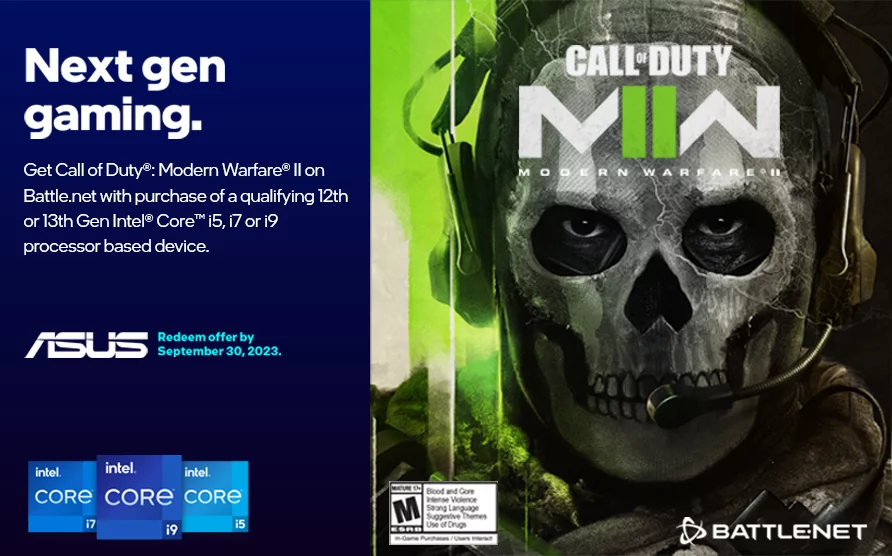 Next gen
gaming.
Get Call of Duty®: Modern Warfare® II on
Battle.net with purchase of a qualifying 12th
or 13th Gen Intel® Core™ i5, i7 or i9
processor based device.
ASUS
Redeem offer by
September 30, 2023.
intel.
CORE
i7
intel.
CORE
i9
intel.
CORE
i5
CALL OF DUTY
MIIW
MODERN WARFARE® II
MATURE 17+
M
ESRB
Blood and Gore
Intense Violence
Strong Language
Suggestive Themes
Use of Drugs
In-Game Purchases / Users Interact
BATTLE.NET